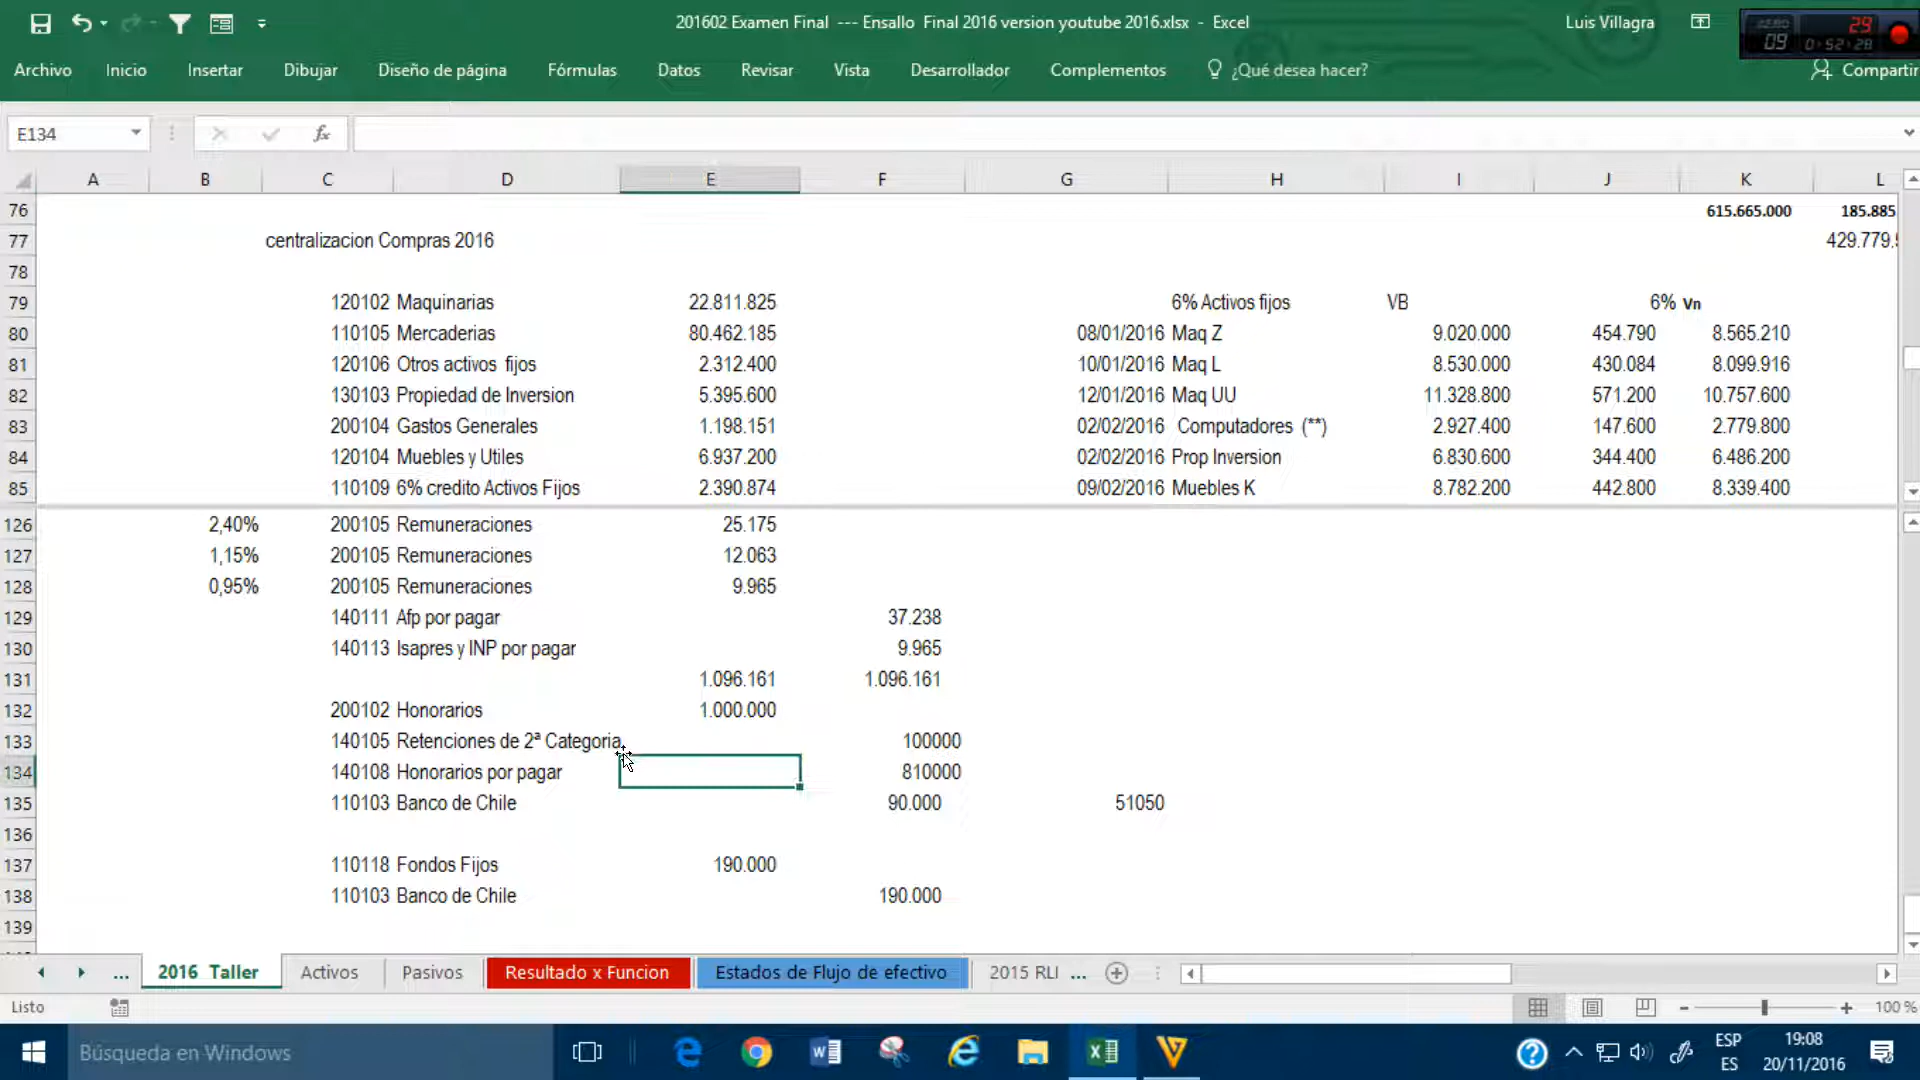 201602 Examen Final --- Ensallo Final 2016 version youtube 2016.xlsx - Excel
Luis Villagra
29
09 0:52:28
Archivo Inicio Insertar Dibujar Diseño de página Fórmulas Datos Revisar Vista Desarrollador Complementos ¿Qué desea hacer? Compartir
E134 fx
A B C D E F G H I J K L
76 615.665.000 185.885
77 centralizacion Compras 2016 429.779.
78
79 120102 Maquinarias 22.811.825 6% Activos fijos VB 6% Vn
80 110105 Mercaderias 80.462.185 08/01/2016 Maq Z 9.020.000 454.790 8.565.210
81 120106 Otros activos fijos 2.312.400 10/01/2016 Maq L 8.530.000 430.084 8.099.916
82 130103 Propiedad de Inversion 5.395.600 12/01/2016 Maq UU 11.328.800 571.200 10.757.600
83 200104 Gastos Generales 1.198.151 02/02/2016 Computadores (**) 2.927.400 147.600 2.779.800
84 120104 Muebles y Utiles 6.937.200 02/02/2016 Prop Inversion 6.830.600 344.400 6.486.200
85 110109 6% credito Activos Fijos 2.390.874 09/02/2016 Muebles K 8.782.200 442.800 8.339.400
126 2,40% 200105 Remuneraciones 25.175
127 1,15% 200105 Remuneraciones 12.063
128 0,95% 200105 Remuneraciones 9.965
129 140111 Afp por pagar 37.238
130 140113 Isapres y INP por pagar 9.965
131 1.096.161 1.096.161
132 200102 Honorarios 1.000.000
133 140105 Retenciones de 2ª Categoria 100000
134 140108 Honorarios por pagar 810000
135 110103 Banco de Chile 90.000 51050
136
137 110118 Fondos Fijos 190.000
138 110103 Banco de Chile 190.000
139
... 2016 Taller Activos Pasivos Resultado x Funcion Estados de Flujo de efectivo 2015 RLI ...
Listo 100 %
Búsqueda en Windows
ESP 19:08
ES 20/11/2016